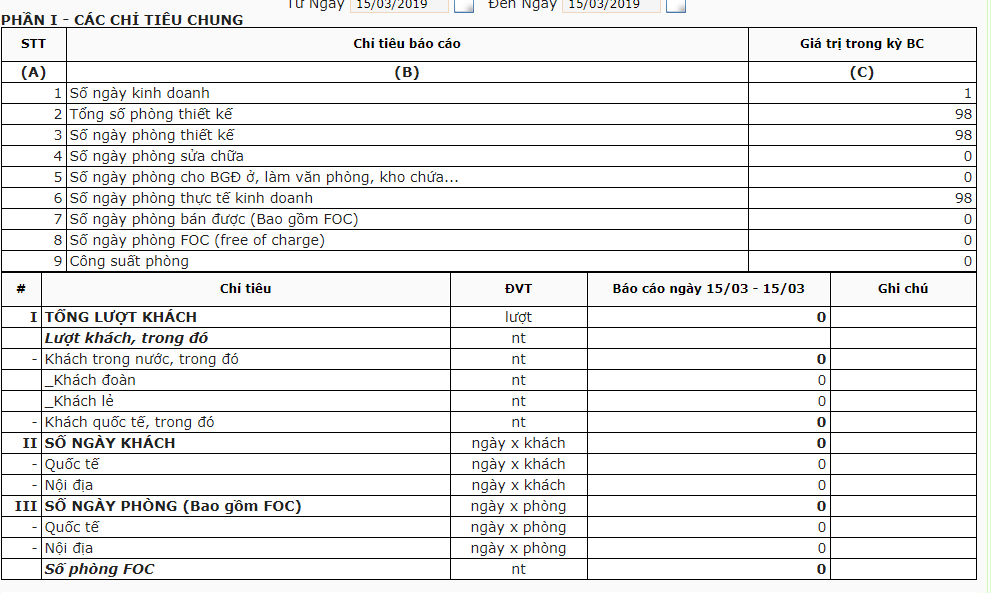 Từ Ngày 15/03/2019 Đến Ngày 15/03/2019
PHẦN I - CÁC CHỈ TIÊU CHUNG
STT Chỉ tiêu báo cáo Giá trị trong kỳ BC
(A) (B) (C)
1 Số ngày kinh doanh 1
2 Tổng số phòng thiết kế 98
3 Số ngày phòng thiết kế 98
4 Số ngày phòng sửa chữa 0
5 Số ngày phòng cho BGĐ ở, làm văn phòng, kho chứa... 0
6 Số ngày phòng thực tế kinh doanh 98
7 Số ngày phòng bán được (Bao gồm FOC) 0
8 Số ngày phòng FOC (free of charge) 0
9 Công suất phòng 0
# Chỉ tiêu ĐVT Báo cáo ngày 15/03 - 15/03 Ghi chú
I TỔNG LƯỢT KHÁCH lượt 0
Lượt khách, trong đó nt
- Khách trong nước, trong đó nt 0
_Khách đoàn nt 0
_Khách lẻ nt 0
- Khách quốc tế, trong đó nt 0
II SỐ NGÀY KHÁCH ngày x khách 0
- Quốc tế ngày x khách 0
- Nội địa ngày x khách 0
III SỐ NGÀY PHÒNG (Bao gồm FOC) ngày x phòng 0
- Quốc tế ngày x phòng 0
- Nội địa ngày x phòng 0
Số phòng FOC nt 0